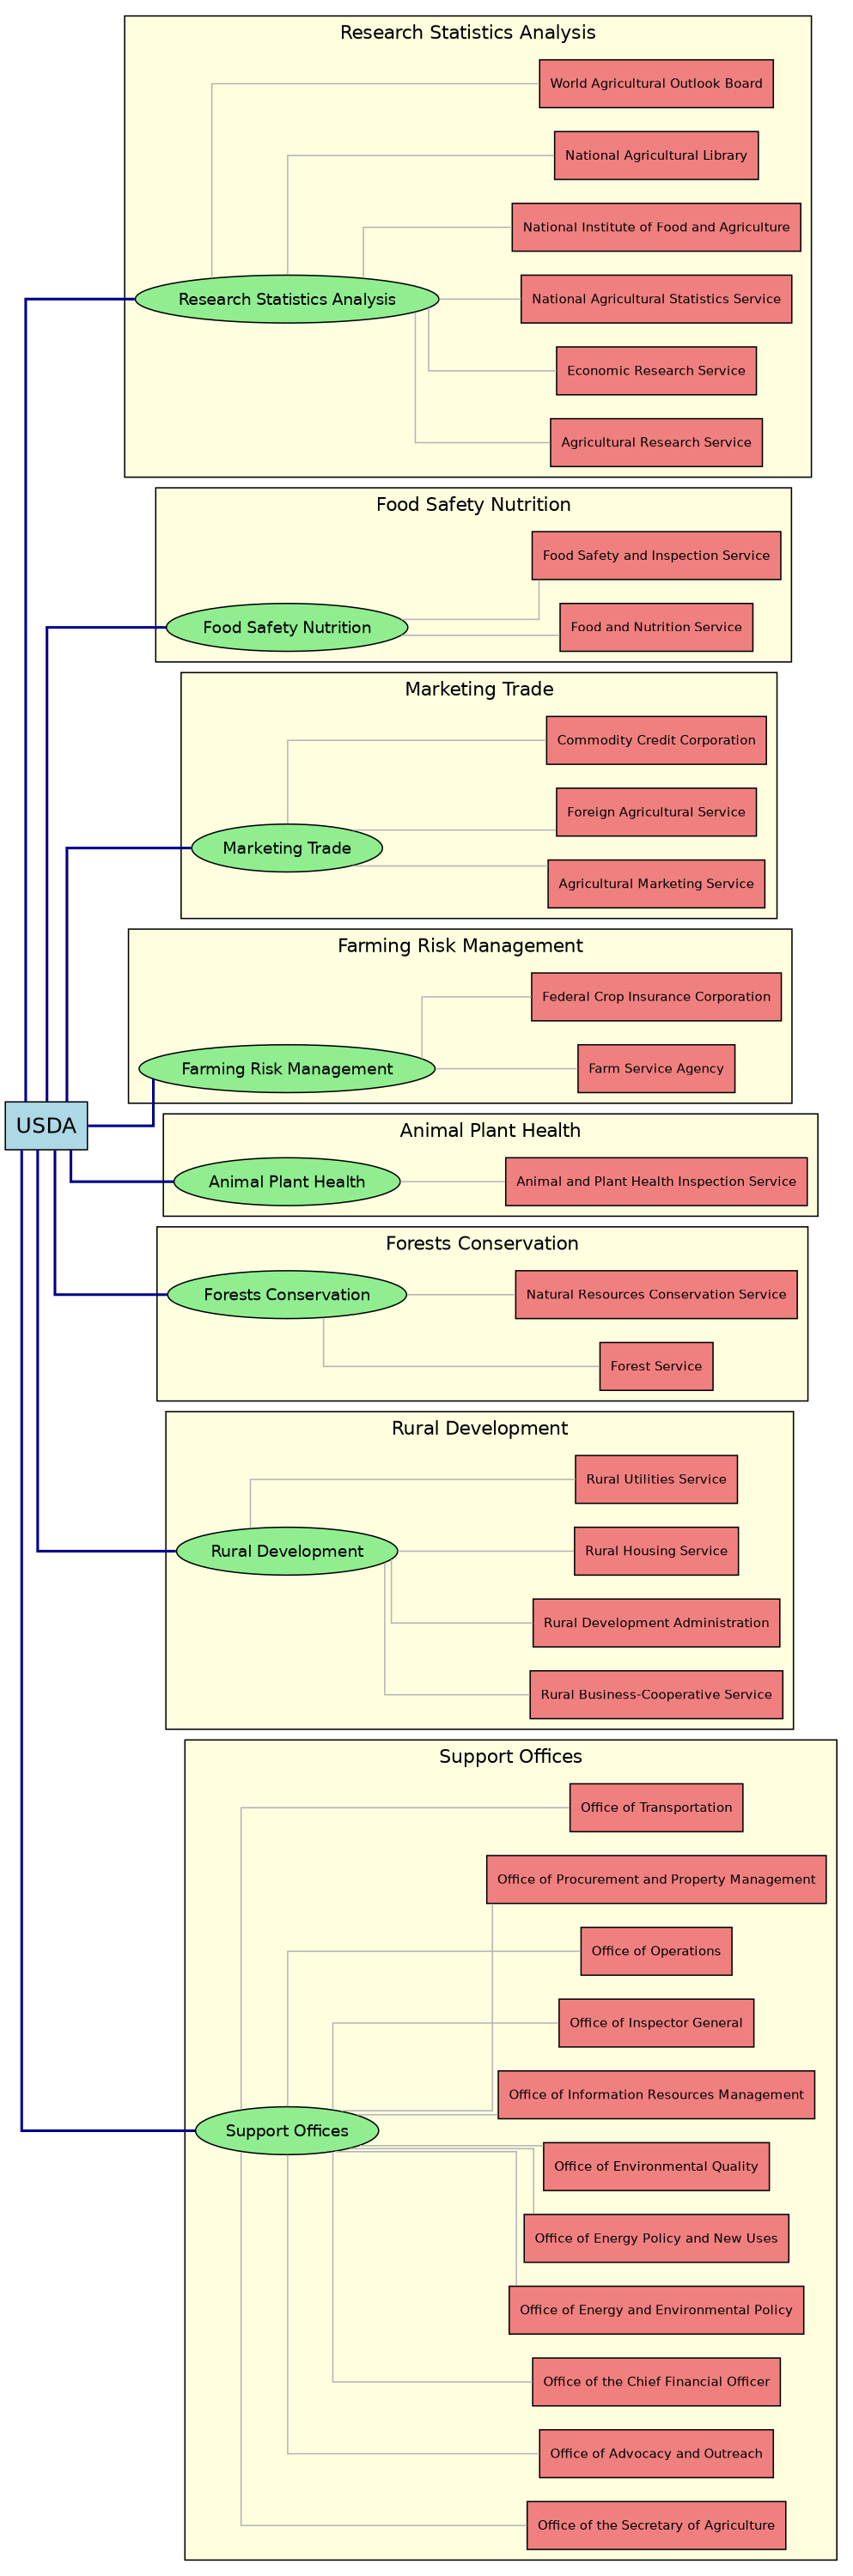 Research Statistics Analysis
World Agricultural Outlook Board
National Agricultural Library
National Institute of Food and Agriculture
Research Statistics Analysis
National Agricultural Statistics Service
Economic Research Service
Agricultural Research Service
Food Safety Nutrition
Food Safety and Inspection Service
Food Safety Nutrition
Food and Nutrition Service
Marketing Trade
Commodity Credit Corporation
Foreign Agricultural Service
Marketing Trade
Agricultural Marketing Service
Farming Risk Management
Federal Crop Insurance Corporation
Farming Risk Management
Farm Service Agency
USDA
Animal Plant Health
Animal Plant Health
Animal and Plant Health Inspection Service
Forests Conservation
Forests Conservation
Natural Resources Conservation Service
Forest Service
Rural Development
Rural Utilities Service
Rural Development
Rural Housing Service
Rural Development Administration
Rural Business-Cooperative Service
Support Offices
Office of Transportation
Office of Procurement and Property Management
Office of Operations
Office of Inspector General
Office of Information Resources Management
Support Offices
Office of Environmental Quality
Office of Energy Policy and New Uses
Office of Energy and Environmental Policy
Office of the Chief Financial Officer
Office of Advocacy and Outreach
Office of the Secretary of Agriculture